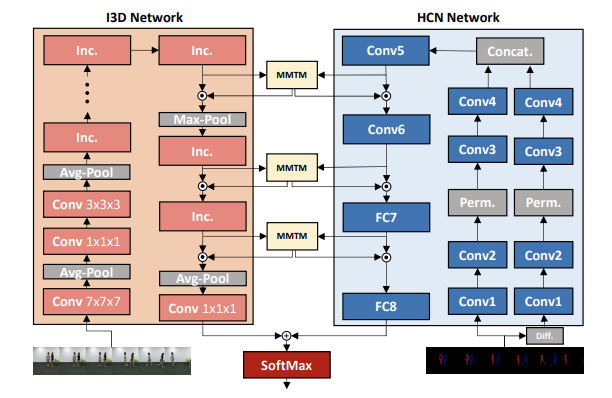 I3D Network
HCN Network
Inc.
Inc.
MMTM
Conv5
Concat.
Max-Pool
Conv4
Conv4
Inc.
Inc.
Conv6
Conv3
Conv3
Avg-Pool
MMTM
Conv 3x3x3
Inc.
FC7
Perm.
Perm.
Conv 1x1x1
MMTM
Conv2
Conv2
Avg-Pool
Avg-Pool
Conv 7x7x7
Conv 1x1x1
FC8
Conv1
Conv1
Diff.
SoftMax